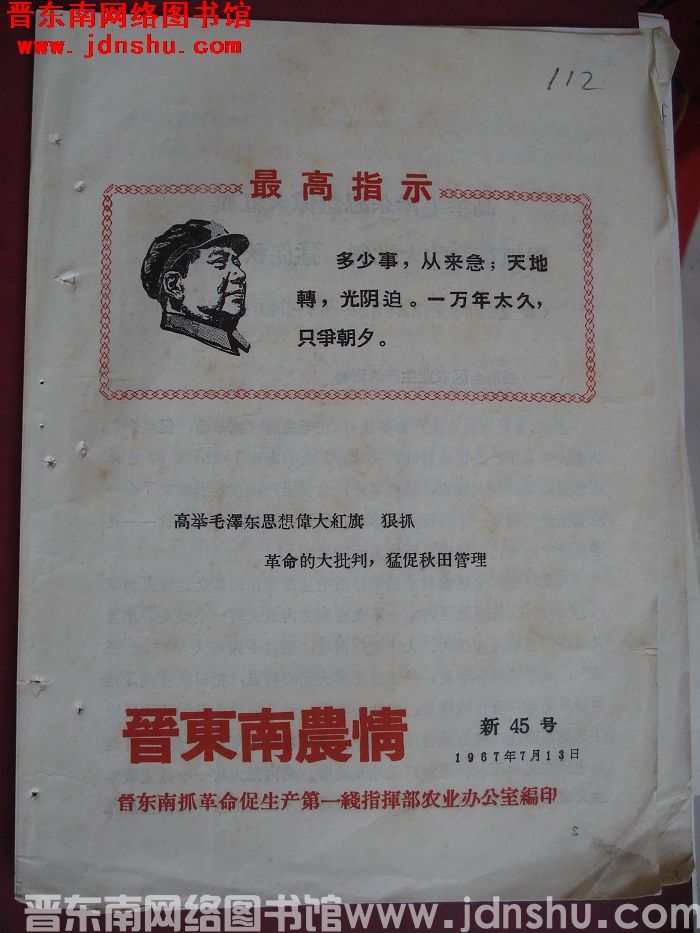 晋东南网络图书馆
www.jdnshu.com
112
最高指示
多少事，从来急；天地
轉，光阴迫。一万年太久，
只爭朝夕。
高举毛澤东思想偉大紅旗　狠抓
革命的大批判，猛促秋田管理
晉東南農情
新45号
1967年7月13日
晉东南抓革命促生产第一綫指揮部农业办公室編印
晋东南网络图书馆www.jdnshu.com